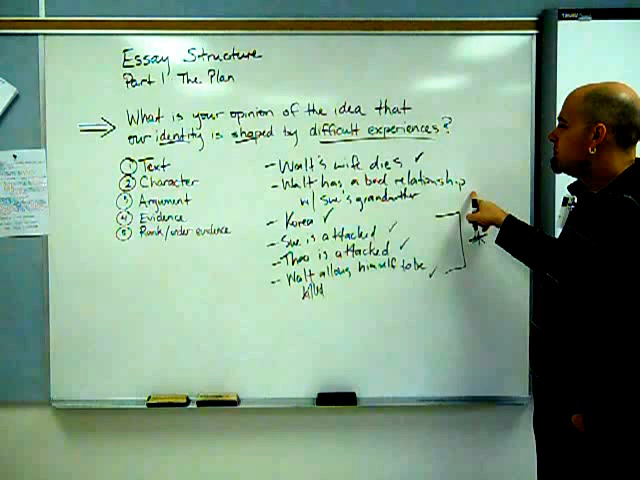 Essay Structure
Part 1 The Plan
What is your opinion of the idea that
our identity is shaped by difficult experiences?
① Text
② Character
③ Argument
④ Evidence
⑤ Rank/order evidence
- Walt's wife dies ✓
- Walt has a bad relationship
w/ Sue's grandmother
- Korea ✓
- Sue is attacked ✓
- Thao is attacked ✓
- Walt allows himself to be ✓
killed